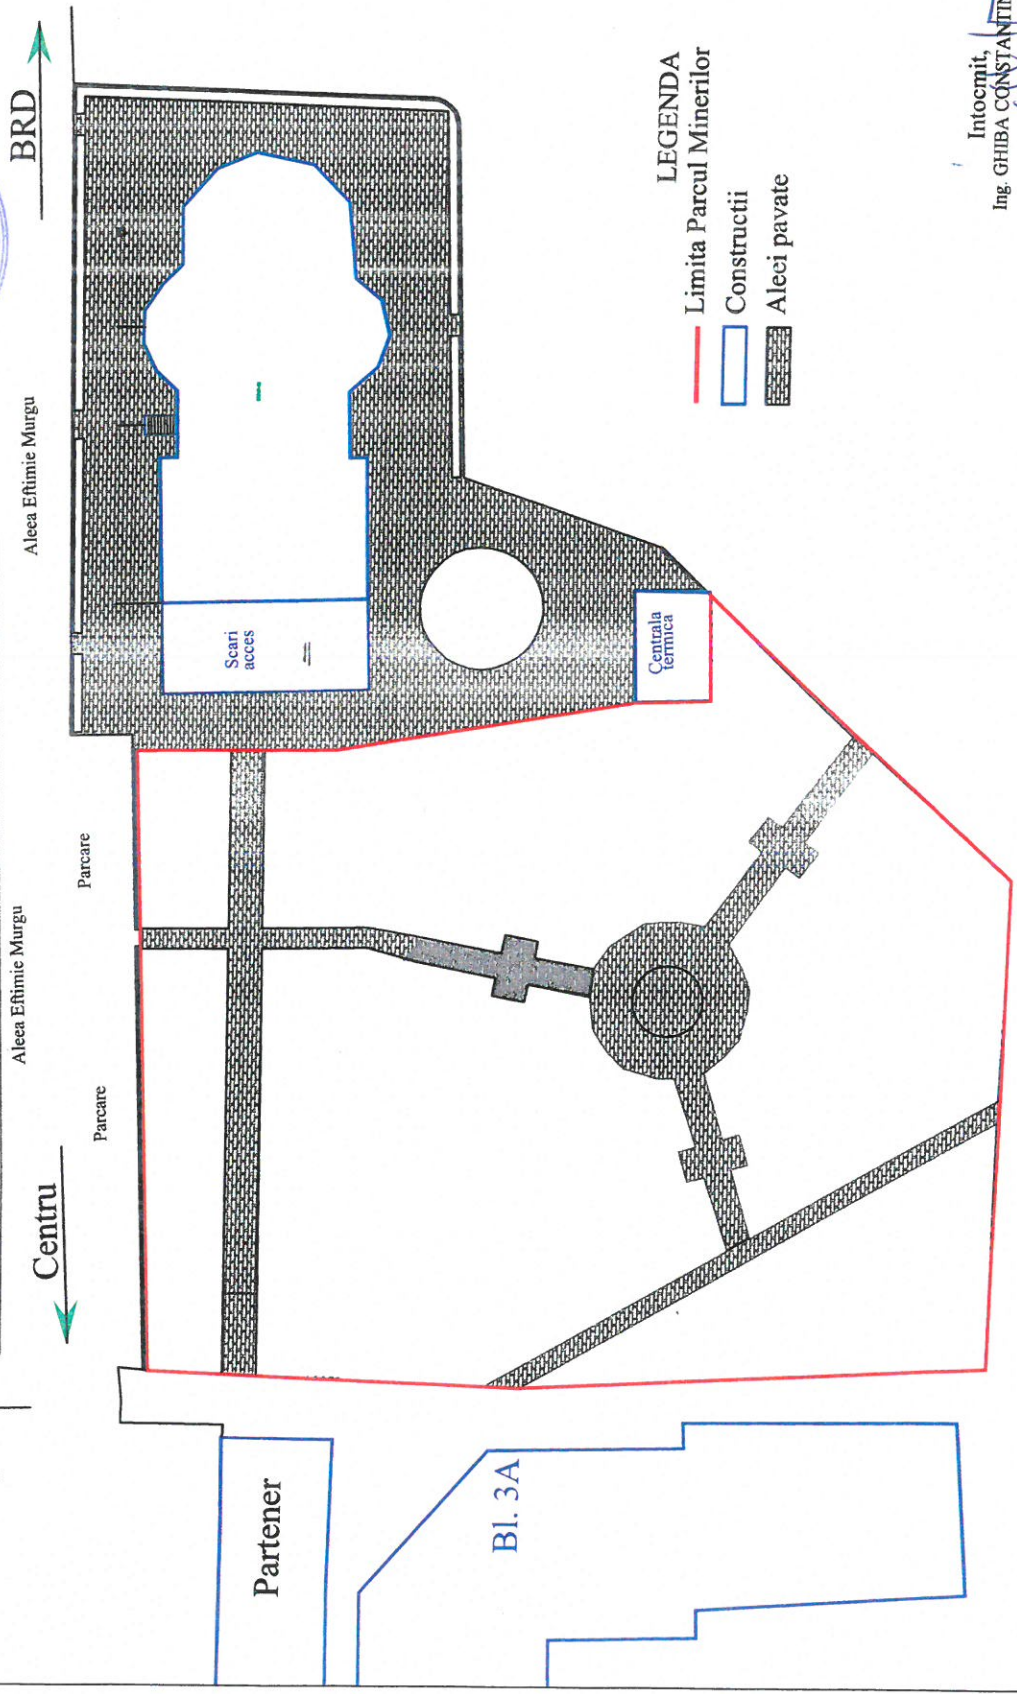 Centru
BRD
Aleea Eftimie Murgu
Aleea Eftimie Murgu
Parcare
Parcare
Scari
acces
Centrala
termica
Partener
Bl. 3A
LEGENDA
Limita Parcul Minerilor
Constructii
Alei pavate
Intocmit,
Ing. GHIBA CONSTANTIN